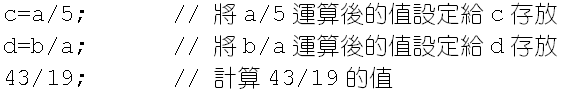 c=a/5;      // 將 a/5 運算後的值設定給 c 存放
d=b/a;      // 將 b/a 運算後的值設定給 d 存放
43/19;      // 計算 43/19 的值